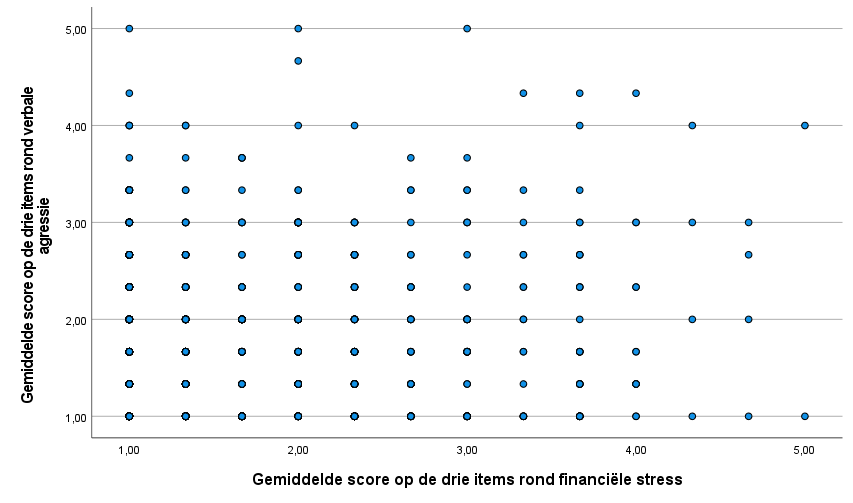 Gemiddelde score op de drie items rond verbale
agressie
5,00
4,00
3,00
2,00
1,00
1,00 2,00 3,00 4,00 5,00
Gemiddelde score op de drie items rond financiële stress